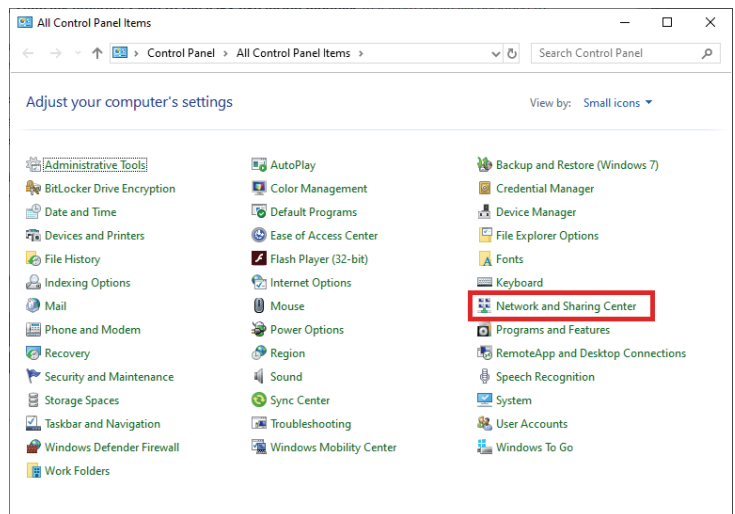 All Control Panel Items
Control Panel > All Control Panel Items >
Search Control Panel
Adjust your computer's settings
View by: Small icons
Administrative Tools
AutoPlay
Backup and Restore (Windows 7)
BitLocker Drive Encryption
Color Management
Credential Manager
Date and Time
Default Programs
Device Manager
Devices and Printers
Ease of Access Center
File Explorer Options
File History
Flash Player (32-bit)
Fonts
Indexing Options
Internet Options
Keyboard
Mail
Mouse
Network and Sharing Center
Phone and Modem
Power Options
Programs and Features
Recovery
Region
RemoteApp and Desktop Connections
Security and Maintenance
Sound
Speech Recognition
Storage Spaces
Sync Center
System
Taskbar and Navigation
Troubleshooting
User Accounts
Windows Defender Firewall
Windows Mobility Center
Windows To Go
Work Folders